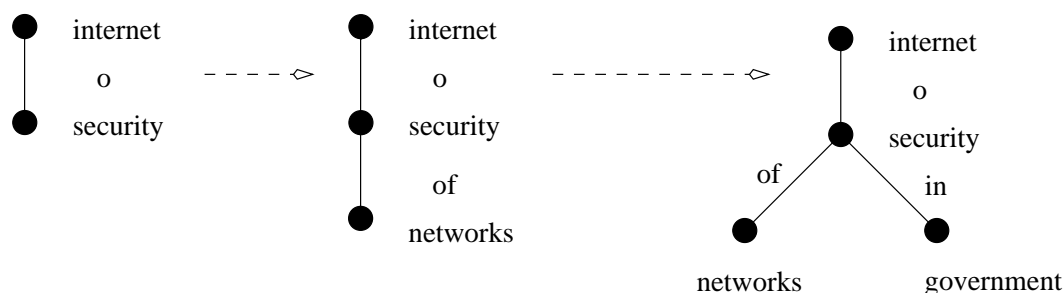 internet
o
security
internet
o
security
of
networks
internet
o
security
of
in
networks
government